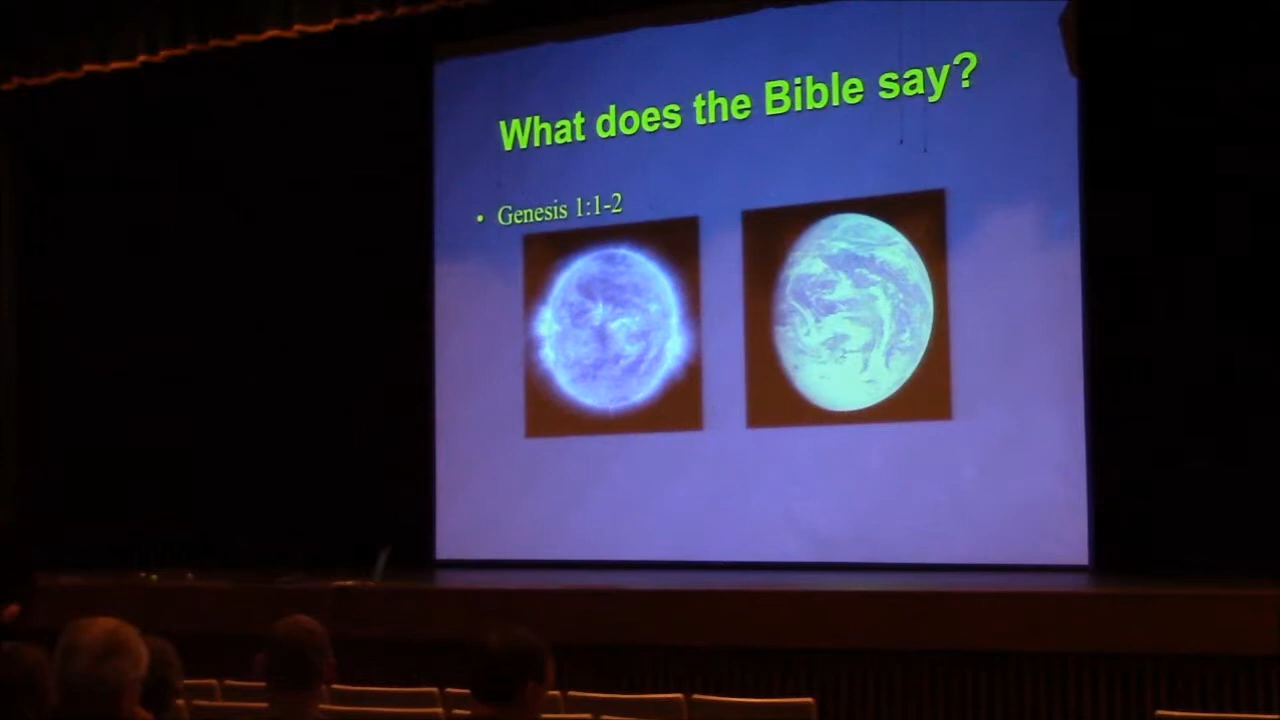 What does the Bible say?
• Genesis 1:1-2